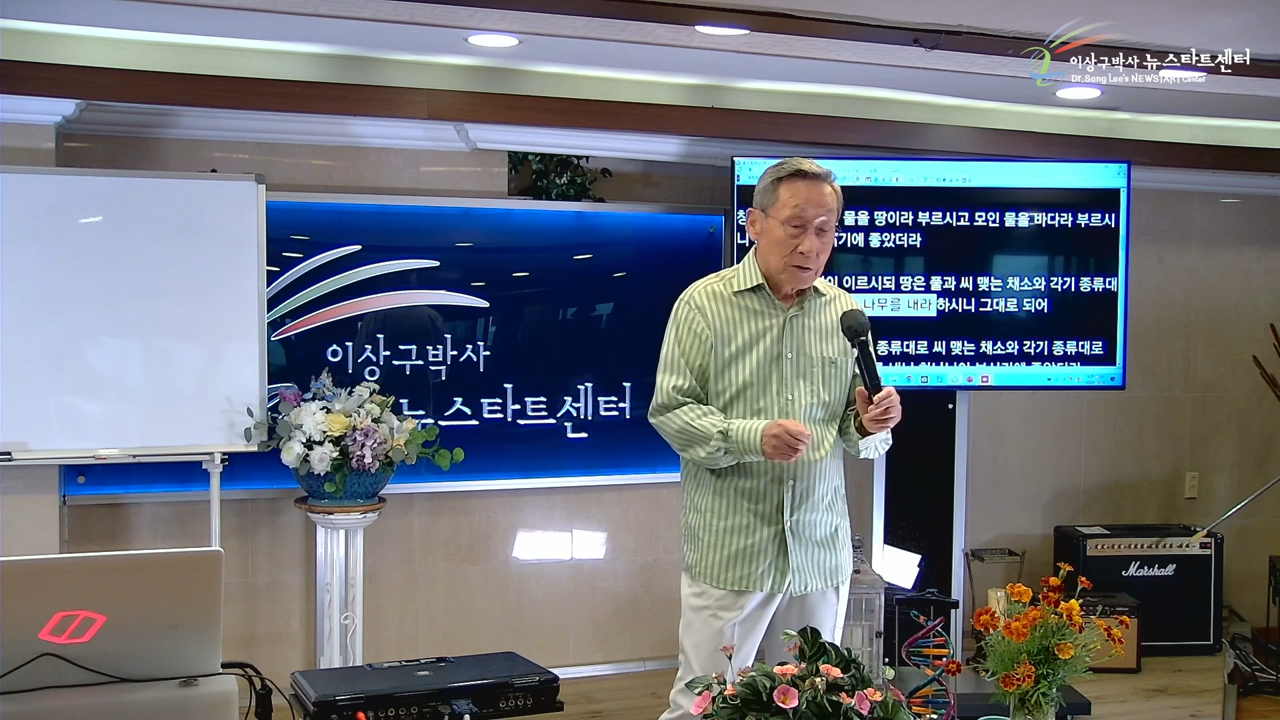 이상구박사 뉴스타트센터
Dr.Sang Lee's NEWSTART Center
물을 땅이라 부르시고 모인 물을 바다라 부르시
니 기에 좋았더라
이 이르시되 땅은 풀과 씨 맺는 채소와 각기 종류대
나무를 내라 하시니 그대로 되어
종류대로 씨 맺는 채소와 각기 종류대로
이상구박사
뉴스타트센터
Marshall